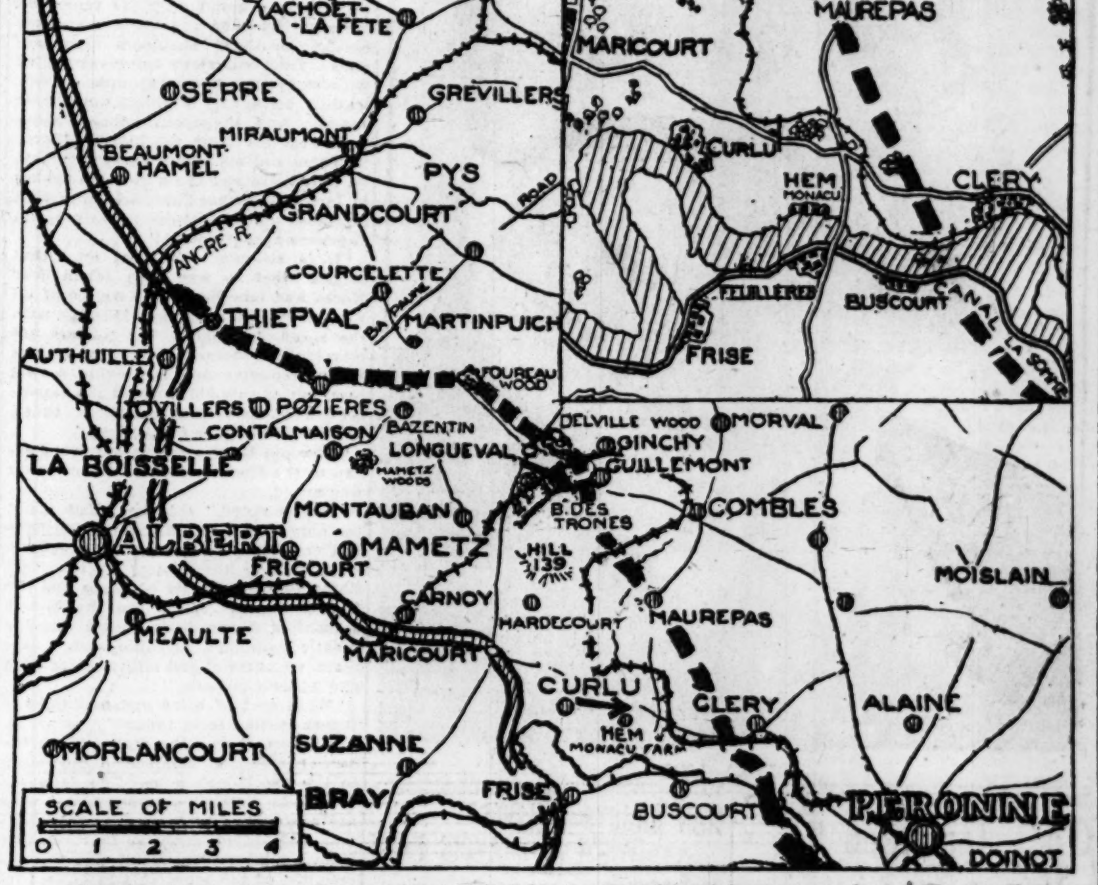 ACHOET-
-LA FETE
SERRE
GREVILLERS
MIRAUMONT
BEAUMONT-
HAMEL
PYS
ROAD
GRANDCOURT
ANCRE R.
COURCELETTE
BAPAUME
THIEPVAL
MARTINPUICH
AUTHUILLE
FOUREAU
WOOD
OVILLERS
POZIERES
BAZENTIN
CONTALMAISON
LONGUEVAL
DELVILLE WOOD
MORVAL
GINCHY
GUILLEMONT
LA BOISSELLE
MAMETZ
WOODS
MONTAUBAN
B. DES
TRONES
COMBLES
ALBERT
MAMETZ
FRICOURT
HILL
139
MOISLAIN
CARNOY
HARDECOURT
MAUREPAS
MEAULTE
MARICOURT
CURLU
CLERY
ALAINE
HEM
MONACU FARM
MORLANCOURT
SUZANNE
BRAY
FRISE
BUSCOURT
PERONNE
DOINOT
SCALE OF MILES
0 1 2 3 4
MAUREPAS
MARICOURT
CURLU
HEM
MONACU
CLERY
FEUILLERES
BUSCOURT
CANAL LA SOMME
FRISE